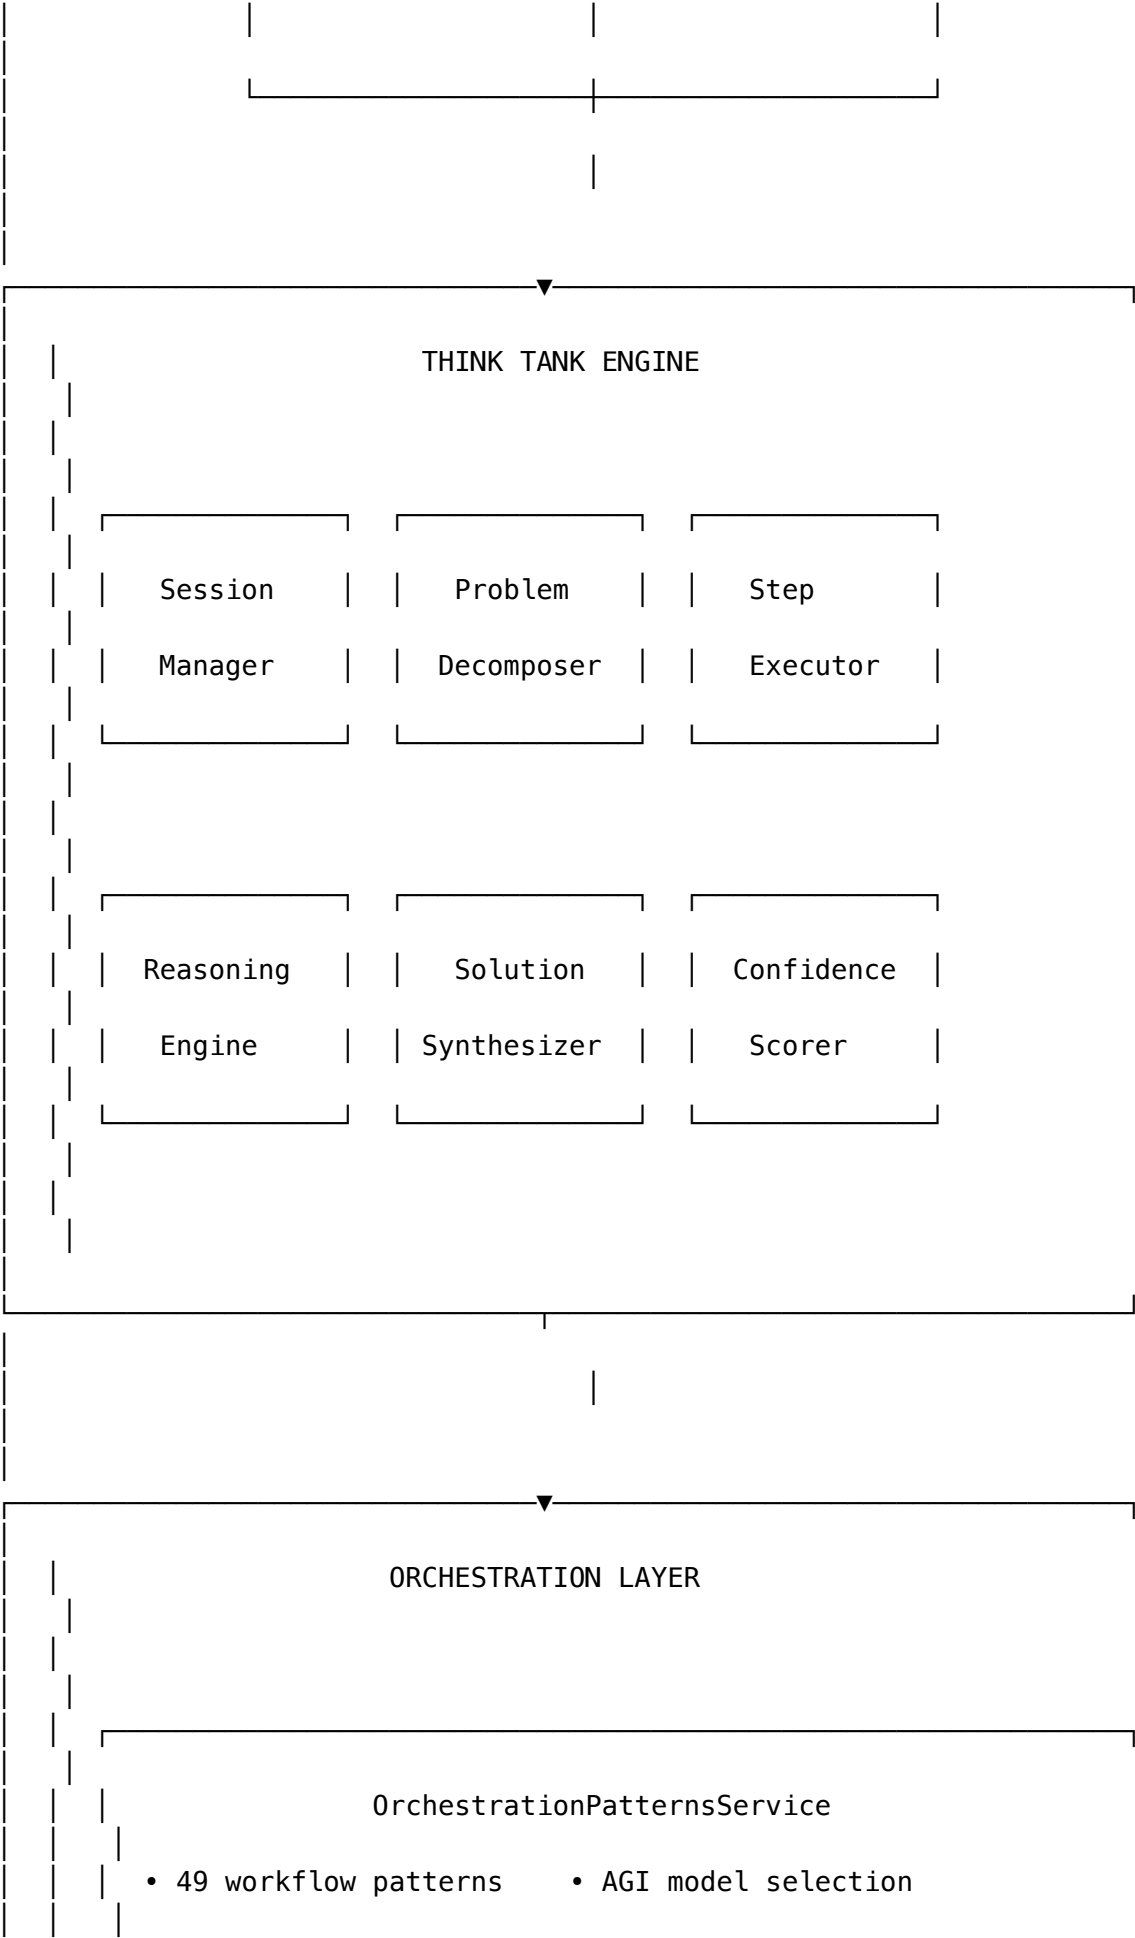 THINK TANK ENGINE
Session Problem Step
Manager Decomposer Executor
Reasoning Solution Confidence
Engine Synthesizer Scorer
ORCHESTRATION LAYER
OrchestrationPatternsService
• 49 workflow patterns • AGI model selection